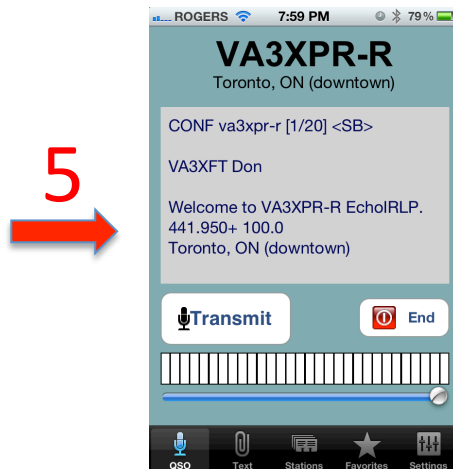 ROGERS 7:59 PM 79%
VA3XPR-R
Toronto, ON (downtown)
CONF va3xpr-r [1/20] <SB>
VA3XFT Don
5
Welcome to VA3XPR-R EchoIRLP.
441.950+ 100.0
Toronto, ON (downtown)
Transmit End
QSO Text Stations Favorites Settings